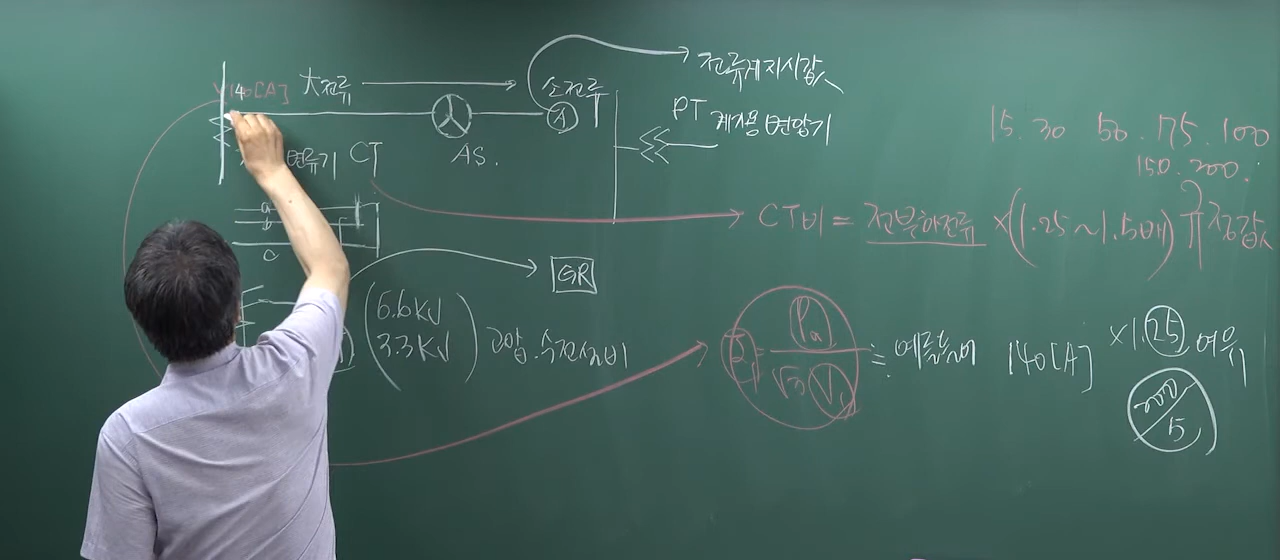 140[A] 大전류 소전류 전류계지시값
A PT 계기용변압기
변류기 CT AS.
15. 30 50. 75. 100
150. 200.
CT비 = 전부하전류 × (1.25~1.5배) 정값
a
b
c
GR
6.6kV
3.3kV 고압.수전설비
I₁ = Pa / √3 V₁ ≒ 예를들어 140[A] ×1.25 여유
200/5